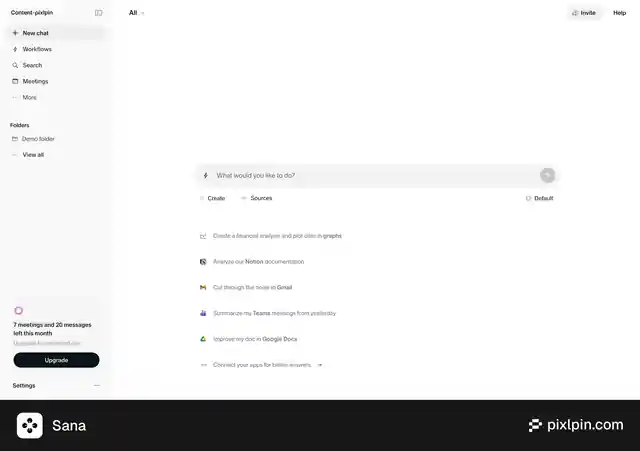 Content-pixlpin
All
Invite
Help
New chat
Workflows
Search
Meetings
More
Folders
Demo folder
View all
What would you like to do?
Create
Sources
Default
Create a financial analysis and plot data in graphs
Analyze our Notion documentation
Cut through the noise in Gmail
Summarize my Teams message from yesterday
Improve my doc in Google Docs
Connect your apps for better answers
7 meetings and 20 messages
left this month
Upgrade
Settings
Sana
pixlpin.com